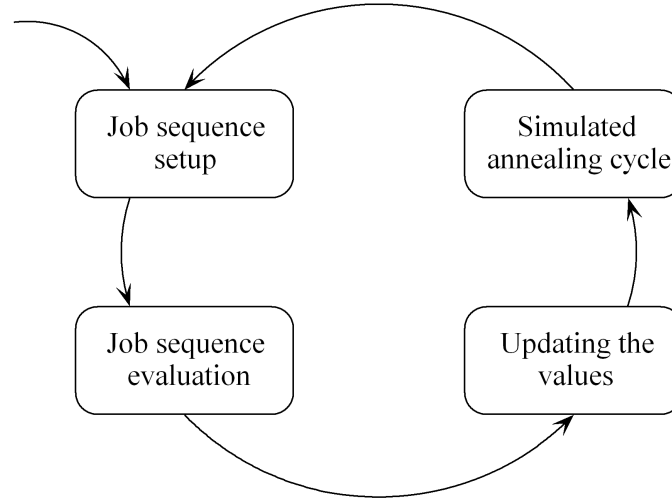 Job sequence
setup
Simulated
annealing cycle
Job sequence
evaluation
Updating the
values